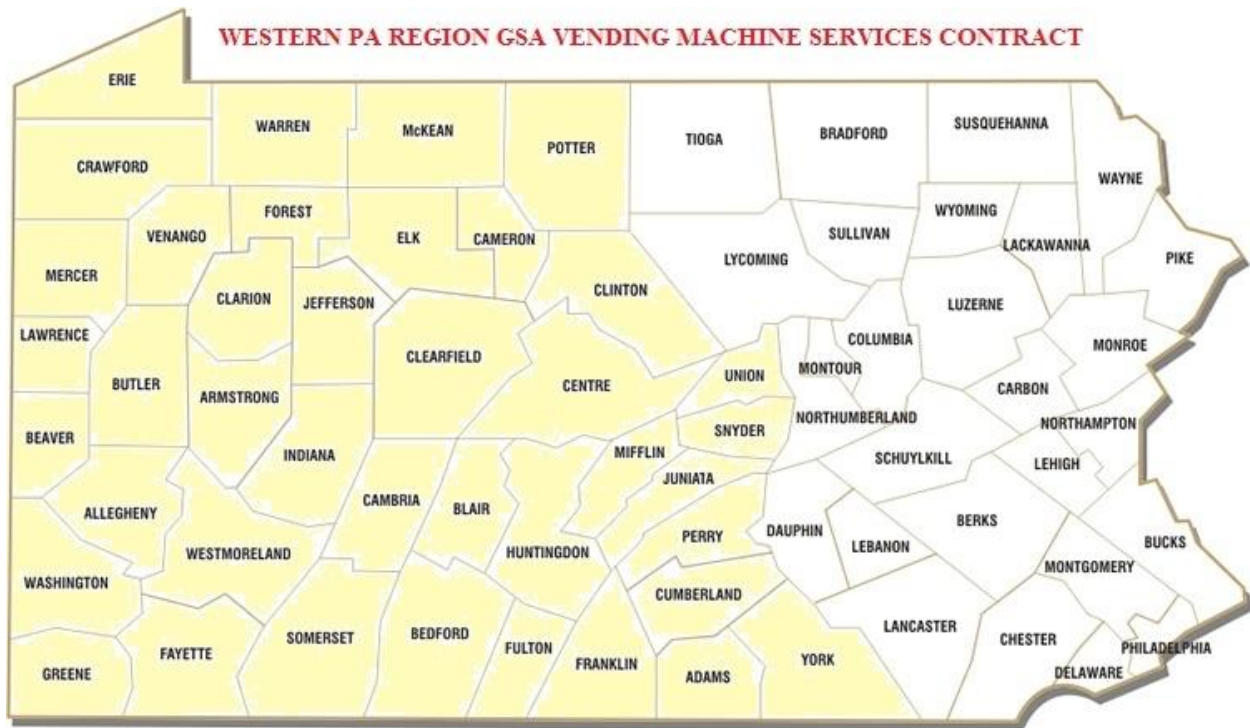 WESTERN PA REGION GSA VENDING MACHINE SERVICES CONTRACT
ERIE
WARREN
McKEAN
POTTER
TIOGA
BRADFORD
SUSQUEHANNA
CRAWFORD
WAYNE
FOREST
VENANGO
ELK
CAMERON
WYOMING
SULLIVAN
LACKAWANNA
LYCOMING
PIKE
MERCER
CLARION
JEFFERSON
CLINTON
LUZERNE
LAWRENCE
CLEARFIELD
COLUMBIA
MONROE
BUTLER
CENTRE
UNION
MONTOUR
CARBON
ARMSTRONG
NORTHUMBERLAND
NORTHAMPTON
BEAVER
SNYDER
INDIANA
MIFFLIN
SCHUYLKILL
LEHIGH
JUNIATA
CAMBRIA
BLAIR
ALLEGHENY
PERRY
DAUPHIN
BERKS
WESTMORELAND
HUNTINGDON
LEBANON
BUCKS
WASHINGTON
CUMBERLAND
MONTGOMERY
SOMERSET
BEDFORD
LANCASTER
CHESTER
FAYETTE
FULTON
FRANKLIN
YORK
PHILADELPHIA
GREENE
ADAMS
DELAWARE